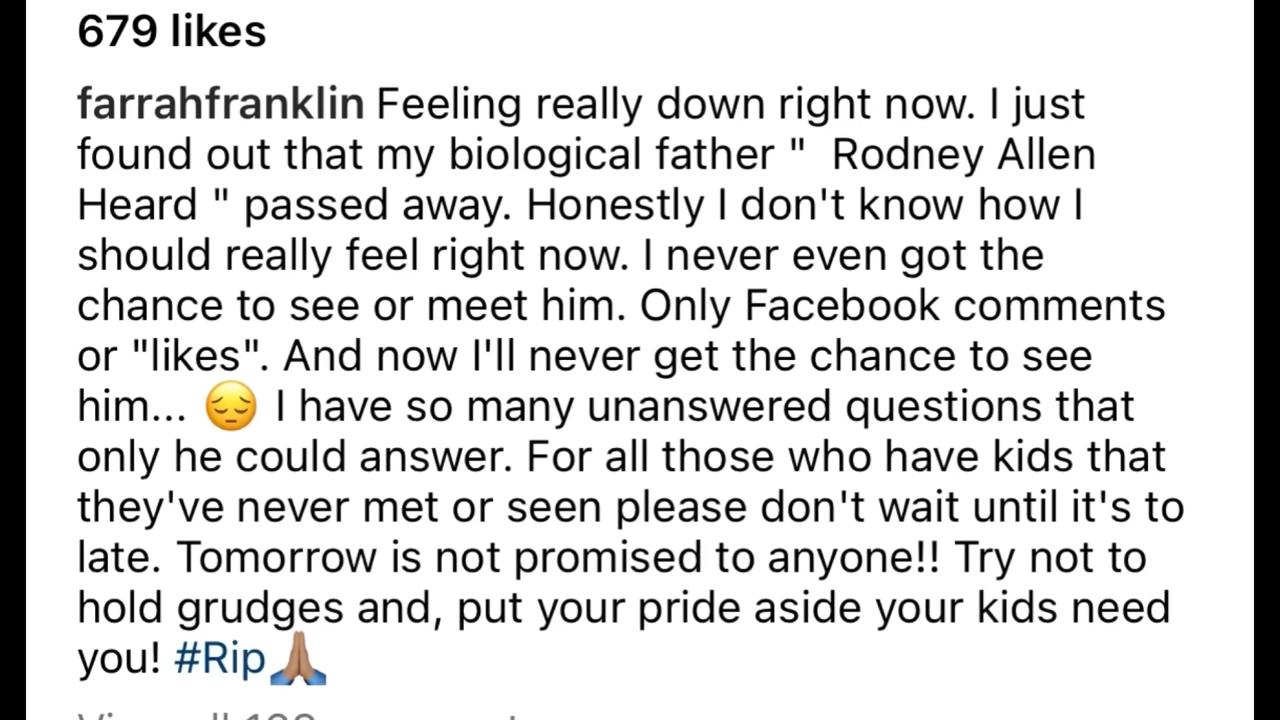 679 likes
farrahfranklin Feeling really down right now. I just
found out that my biological father "  Rodney Allen
Heard " passed away. Honestly I don't know how I
should really feel right now. I never even got the
chance to see or meet him. Only Facebook comments
or "likes". And now I'll never get the chance to see
him... 😔 I have so many unanswered questions that
only he could answer. For all those who have kids that
they've never met or seen please don't wait until it's to
late. Tomorrow is not promised to anyone!! Try not to
hold grudges and, put your pride aside your kids need
you! #Rip🙏🏽